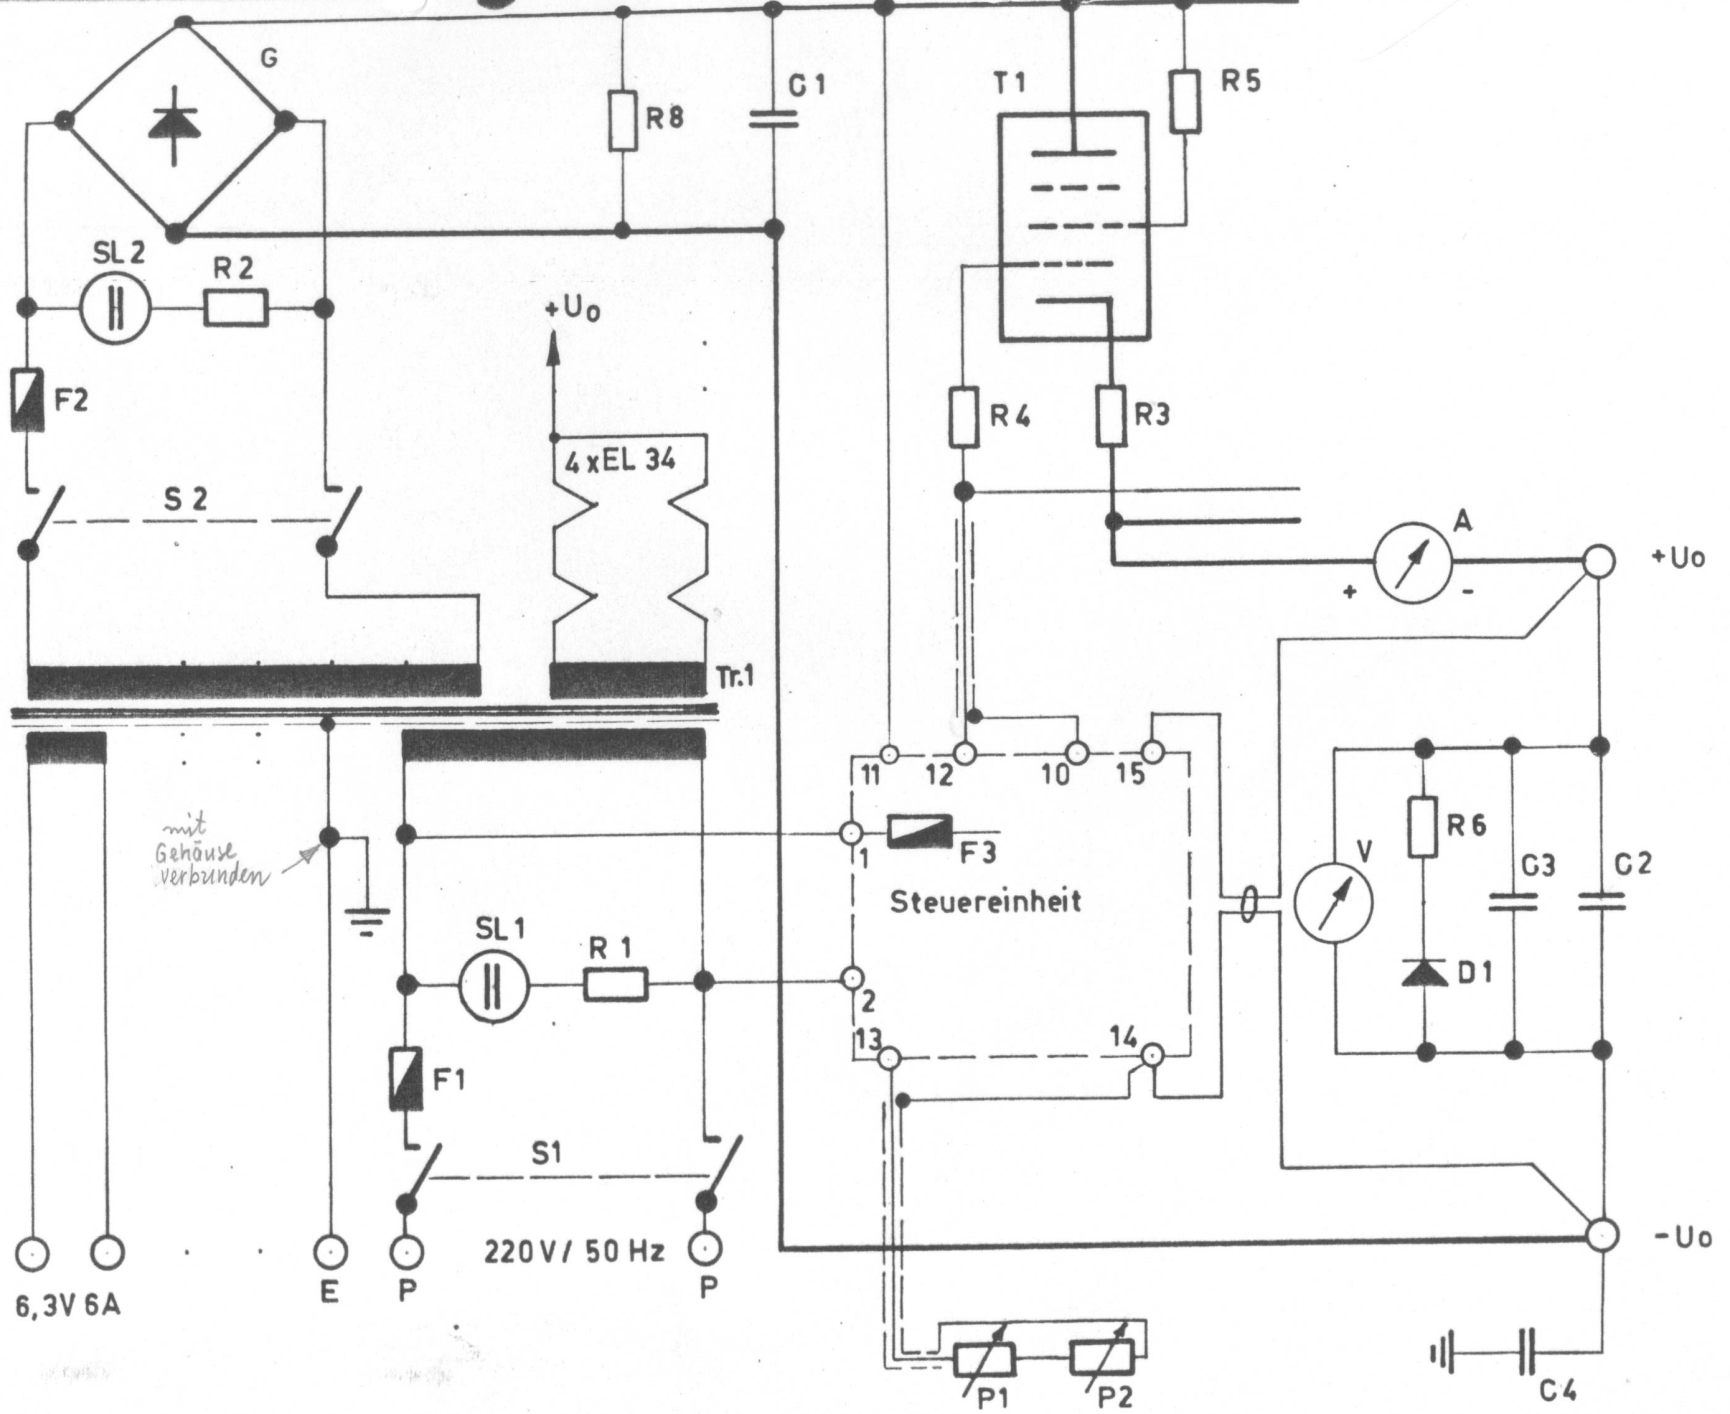 G
R8
C1
T1
R5
SL2
R2
+Uo
F2
4xEL 34
R4
R3
S2
A
+Uo
+
-
Tr.1
11
12
10
15
mit
Gehäuse
verbunden
1
F3
V
R6
C3
C2
Steuereinheit
SL1
R1
2
D1
13
14
F1
S1
220V/ 50 Hz
-Uo
6,3V 6A
E
P
P
P1
P2
C4